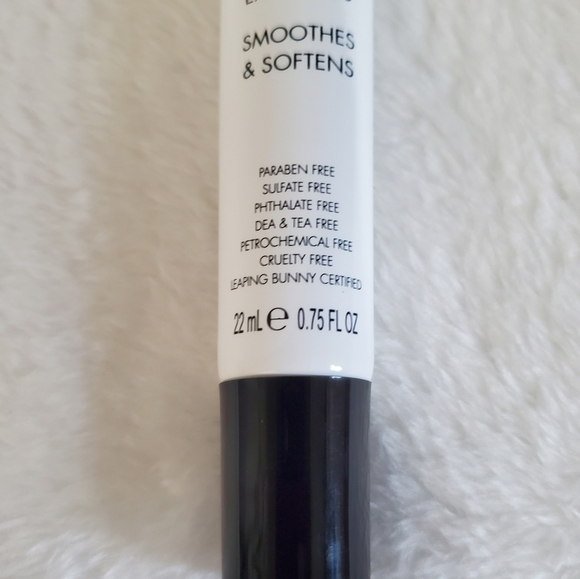 SMOOTHES
& SOFTENS
PARABEN FREE
SULFATE FREE
PHTHALATE FREE
DEA & TEA FREE
PETROCHEMICAL FREE
CRUELTY FREE
LEAPING BUNNY CERTIFIED
22 mL ℮ 0.75 FL OZ